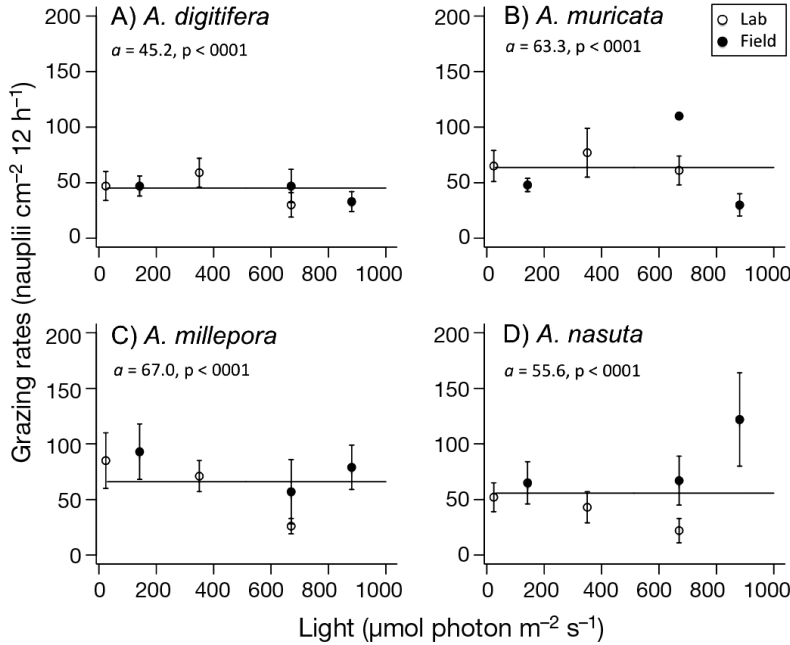 A) A. digitifera
a = 45.2, p < 0001
200
150
100
50
0
0 200 400 600 800 1000
B) A. muricata
a = 63.3, p < 0001
Lab
Field
200
150
100
50
0
0 200 400 600 800 1000
C) A. millepora
a = 67.0, p < 0001
200
150
100
50
0
0 200 400 600 800 1000
D) A. nasuta
a = 55.6, p < 0001
200
150
100
50
0
0 200 400 600 800 1000
Grazing rates (nauplii cm⁻² 12 h⁻¹)
Light (µmol photon m⁻² s⁻¹)